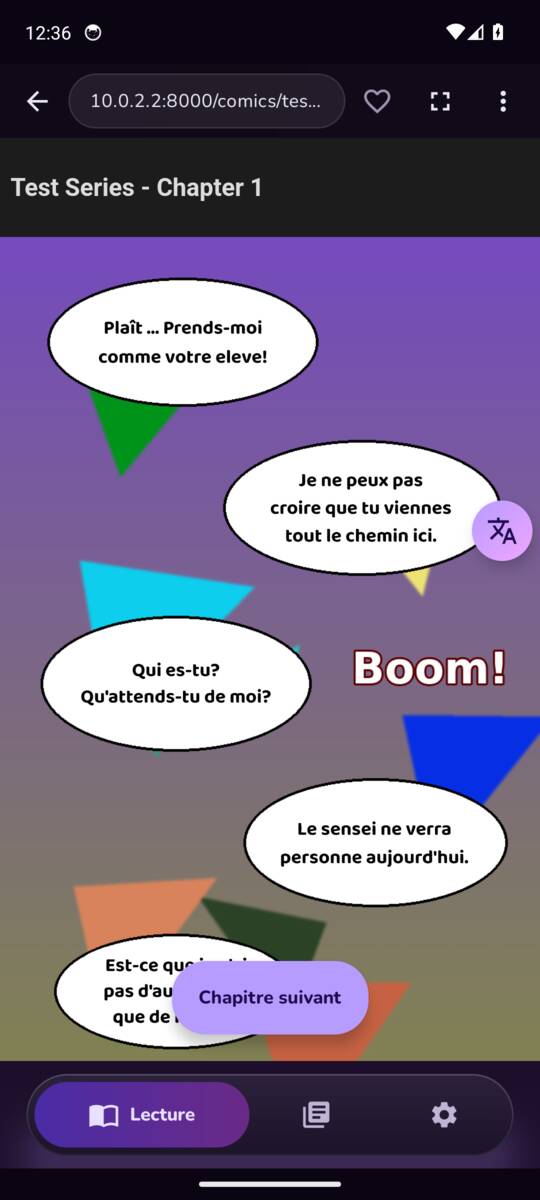 12:36
10.0.2.2:8000/comics/tes...
Test Series - Chapter 1
Plaît ... Prends-moi
comme votre eleve!
Je ne peux pas
croire que tu viennes
tout le chemin ici.
Qui es-tu?
Qu'attends-tu de moi?
Boom!
Le sensei ne verra
personne aujourd'hui.
Est-ce que
pas
que de
Chapitre suivant
Lecture